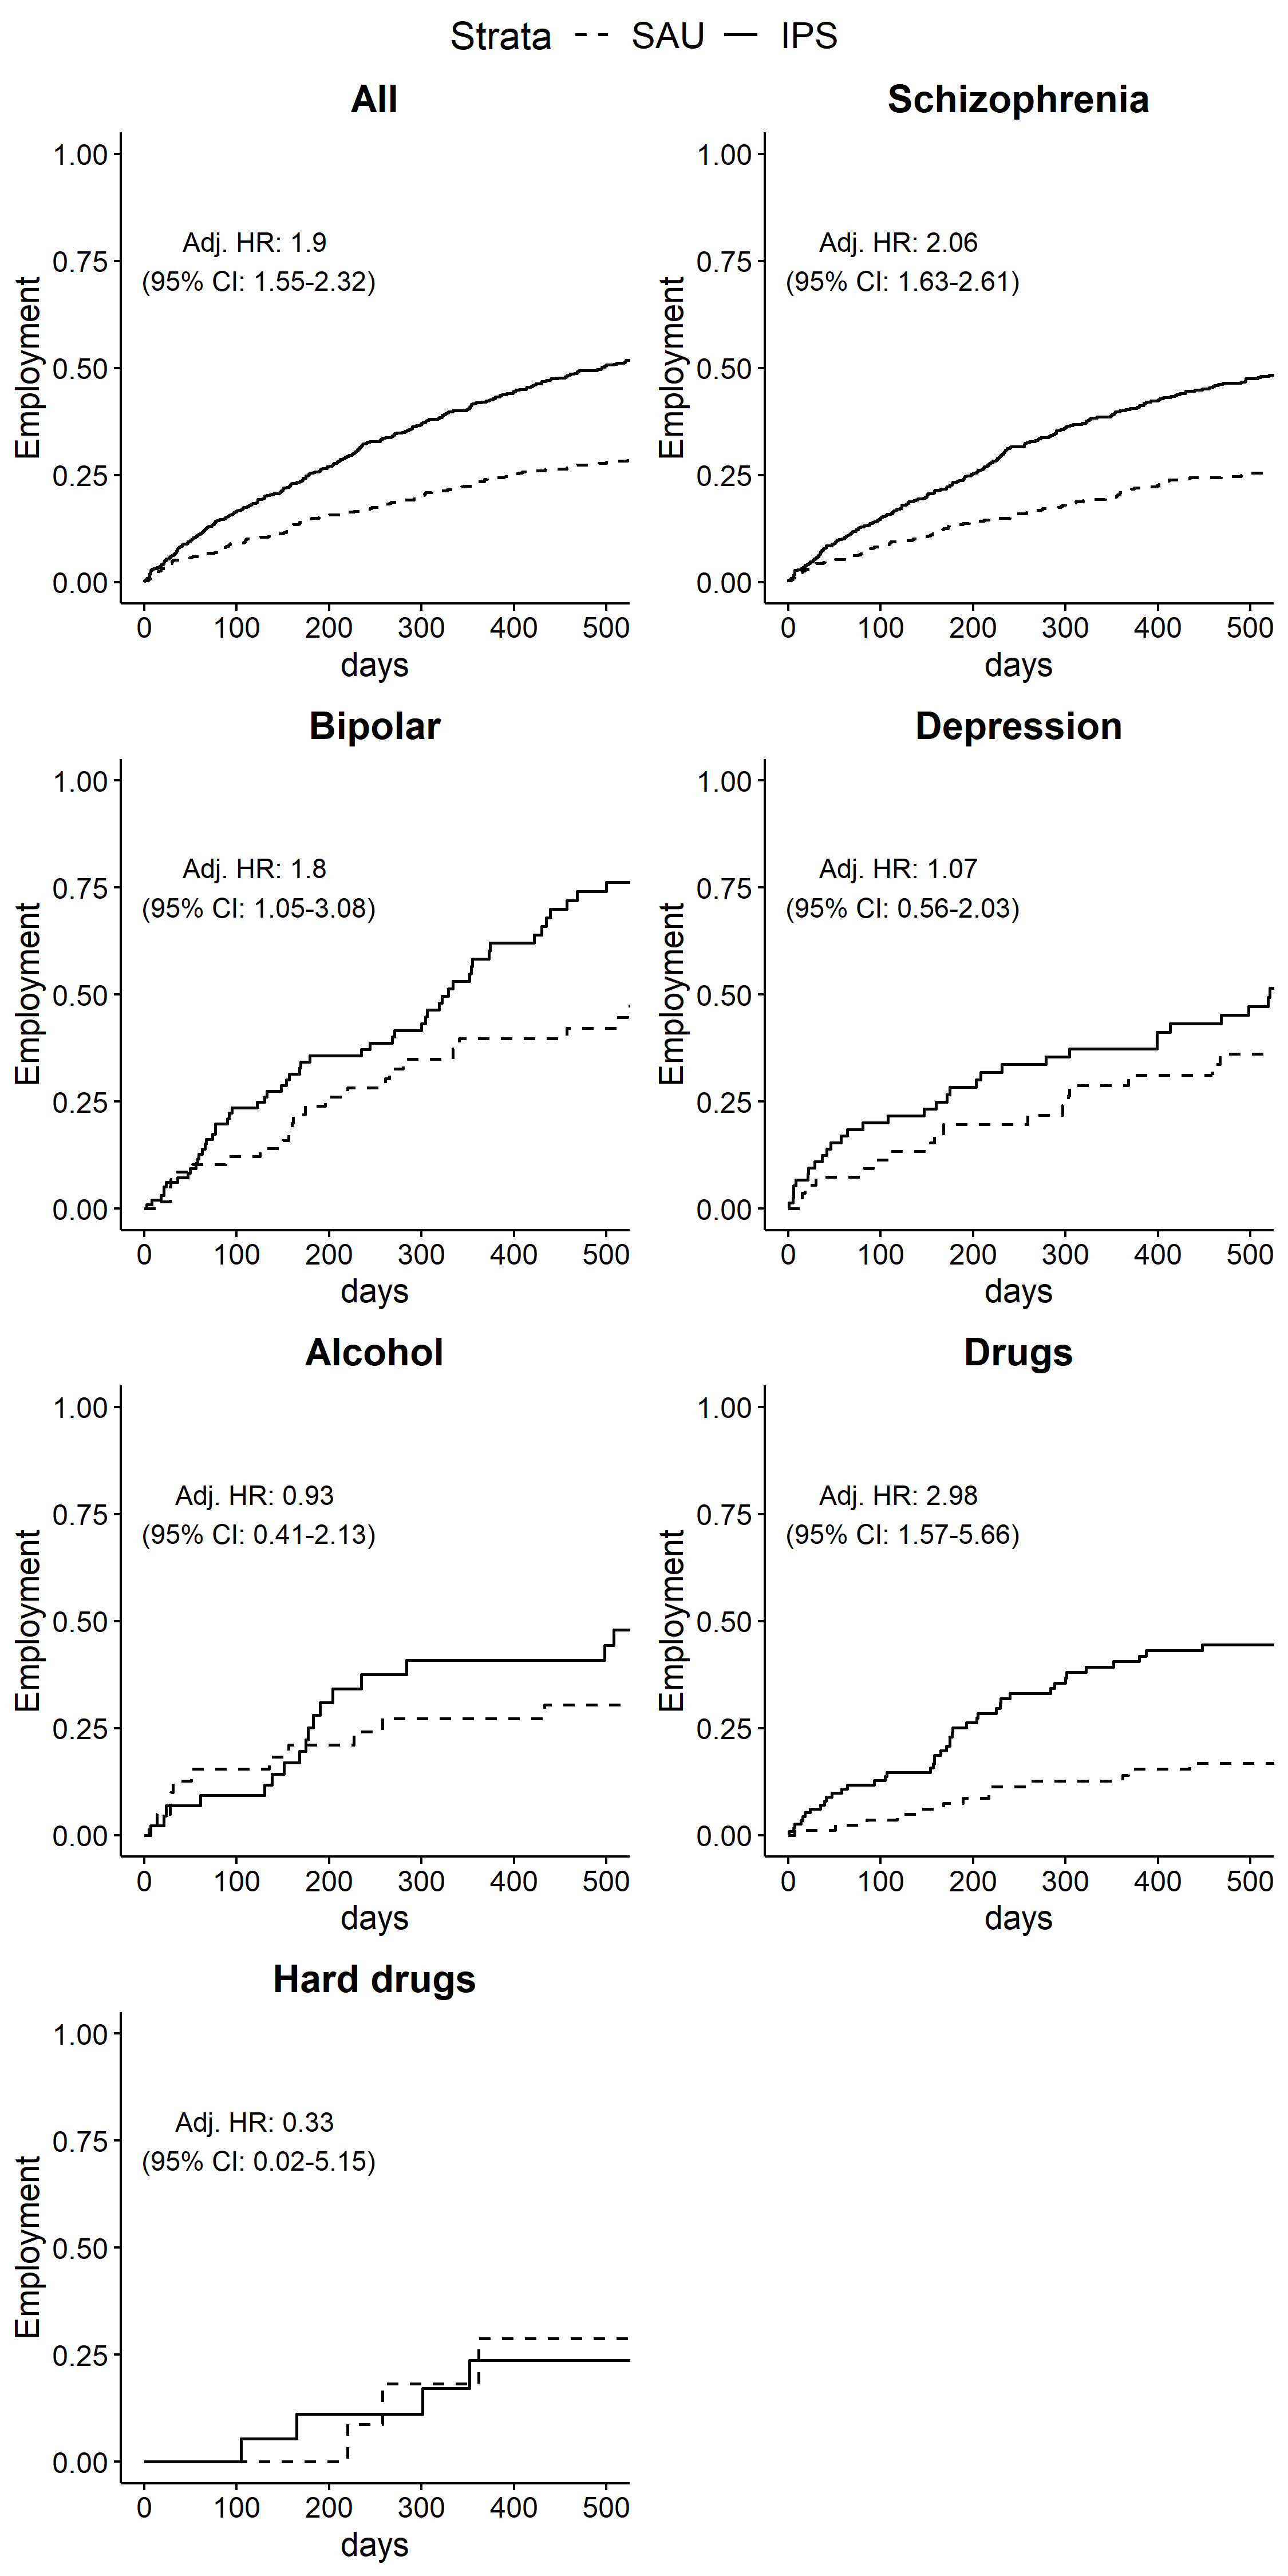 Strata SAU IPS
All
1.00
0.75
0.50
0.25
0.00
Employment
Adj. HR: 1.9
(95% CI: 1.55-2.32)
0 100 200 300 400 500
days
Schizophrenia
1.00
0.75
0.50
0.25
0.00
Employment
Adj. HR: 2.06
(95% CI: 1.63-2.61)
0 100 200 300 400 500
days
Bipolar
1.00
0.75
0.50
0.25
0.00
Employment
Adj. HR: 1.8
(95% CI: 1.05-3.08)
0 100 200 300 400 500
days
Depression
1.00
0.75
0.50
0.25
0.00
Employment
Adj. HR: 1.07
(95% CI: 0.56-2.03)
0 100 200 300 400 500
days
Alcohol
1.00
0.75
0.50
0.25
0.00
Employment
Adj. HR: 0.93
(95% CI: 0.41-2.13)
0 100 200 300 400 500
days
Drugs
1.00
0.75
0.50
0.25
0.00
Employment
Adj. HR: 2.98
(95% CI: 1.57-5.66)
0 100 200 300 400 500
days
Hard drugs
1.00
0.75
0.50
0.25
0.00
Employment
Adj. HR: 0.33
(95% CI: 0.02-5.15)
0 100 200 300 400 500
days